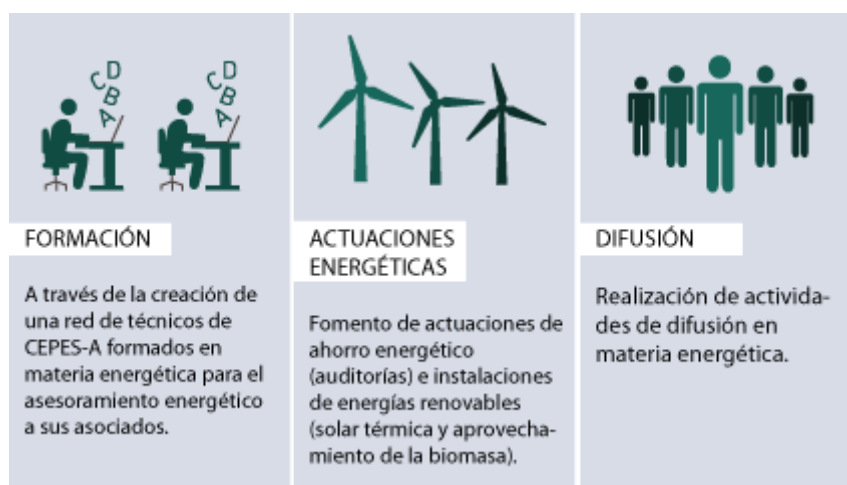 C D B A
C D B A
FORMACIÓN
A través de la creación de
una red de técnicos de
CEPES-A formados en
materia energética para el
asesoramiento energético
a sus asociados.
ACTUACIONES
ENERGÉTICAS
Fomento de actuaciones de
ahorro energético
(auditorías) e instalaciones
de energías renovables
(solar térmica y aprovecha-
miento de la biomasa).
DIFUSIÓN
Realización de activida-
des de difusión en
materia energética.